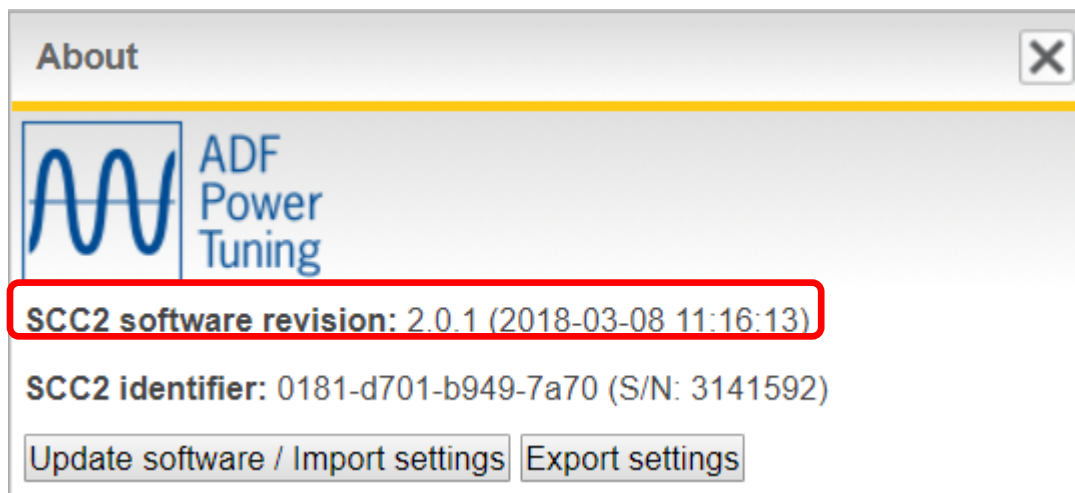 About
ADF
Power
Tuning
SCC2 software revision: 2.0.1 (2018-03-08 11:16:13)
SCC2 identifier: 0181-d701-b949-7a70 (S/N: 3141592)
Update software / Import settings Export settings